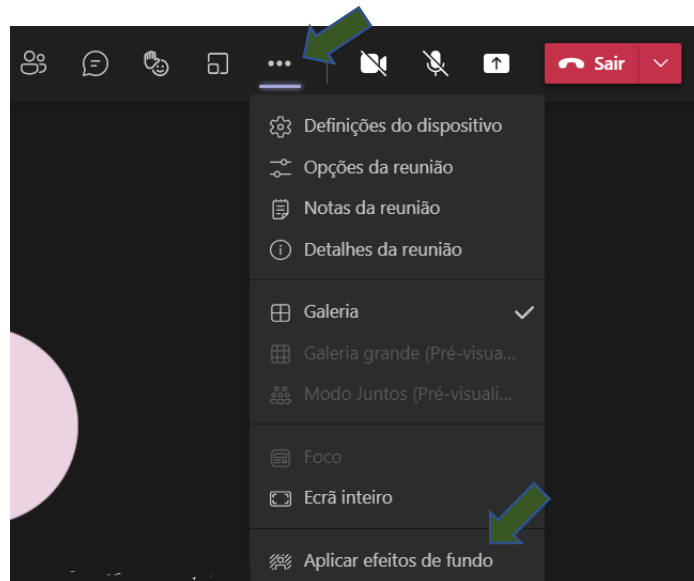 Sair
Definições do dispositivo
Opções da reunião
Notas da reunião
Detalhes da reunião
Galeria
Galeria grande (Pré-visua...
Modo Juntos (Pré-visuali...
Foco
Ecrã inteiro
Aplicar efeitos de fundo